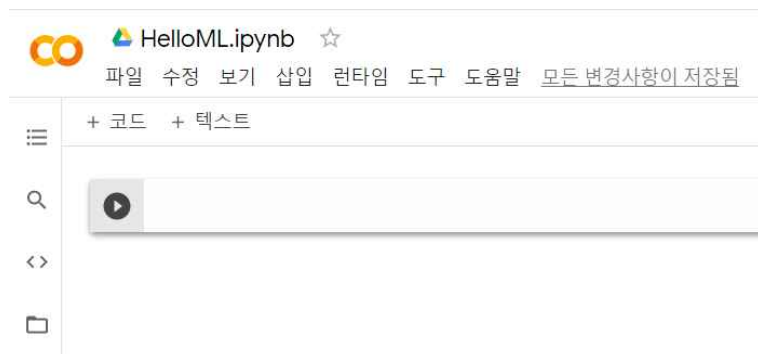 HelloML.ipynb
파일 수정 보기 삽입 런타임 도구 도움말 모든 변경사항이 저장됨
+ 코드 + 텍스트